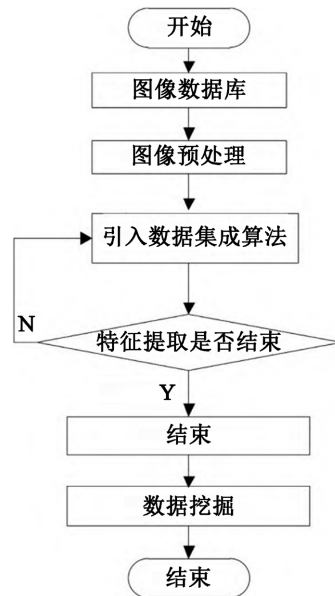 开始
图像数据库
图像预处理
引入数据集成算法
N
特征提取是否结束
Y
结束
数据挖掘
结束